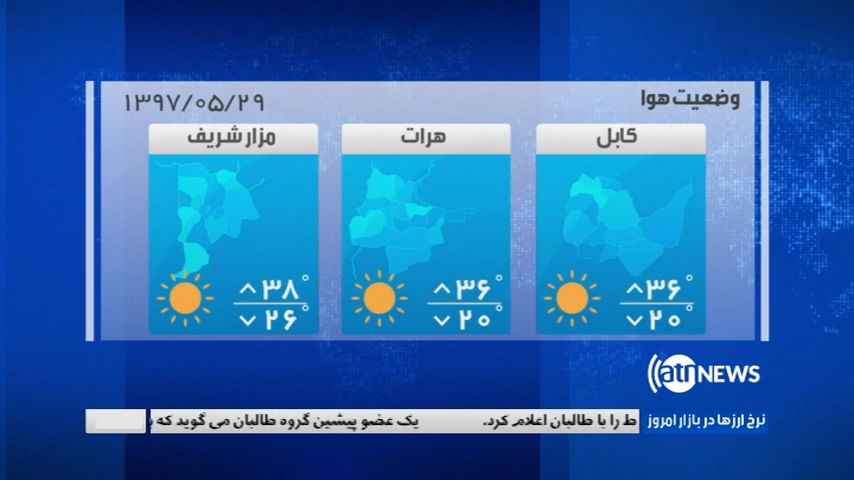 وضعیت هوا
۱۳۹۷/۰۵/۲۹
کابل
۳۶°
۲۰°
هرات
۳۶°
۲۰°
مزار شریف
۳۸°
۲۶°
atn NEWS
نرخ ارزها در بازار امروز
ط را با طالبان اعلام کرد.
یک عضو پیشین گروه طالبان می گوید که